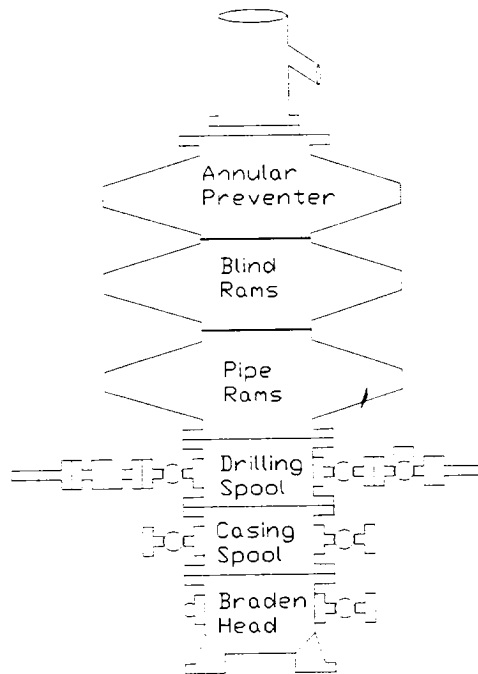 Annular
Preventer
Blind
Rams
Pipe
Rams
Drilling
Spool
Casing
Spool
Braden
Head